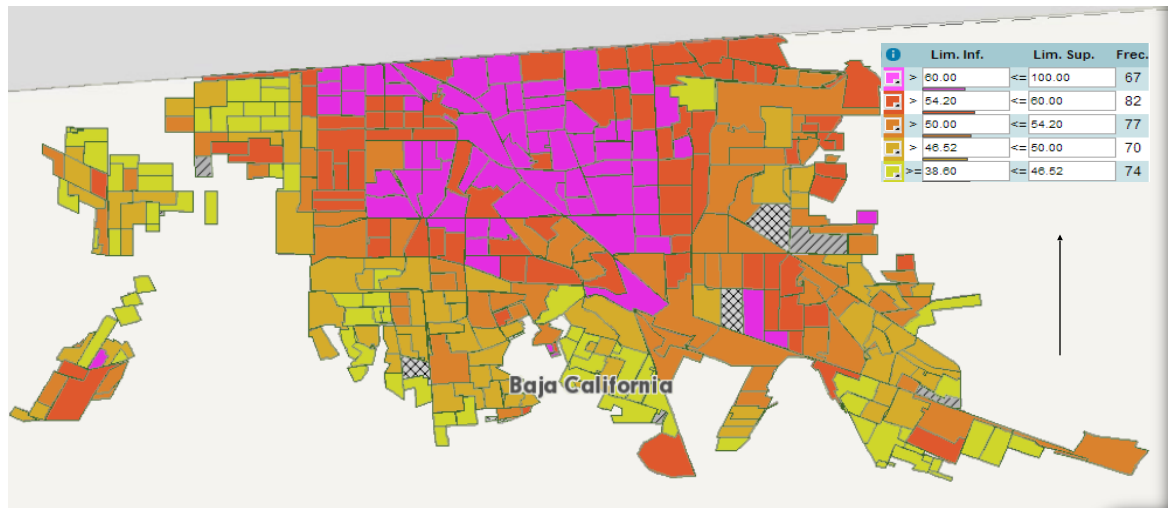 i Lim. Inf. Lim. Sup. Frec.
> 60.00 <= 100.00 67
> 54.20 <= 60.00 82
> 50.00 <= 54.20 77
> 46.52 <= 50.00 70
>= 38.60 <= 46.52 74
Baja California